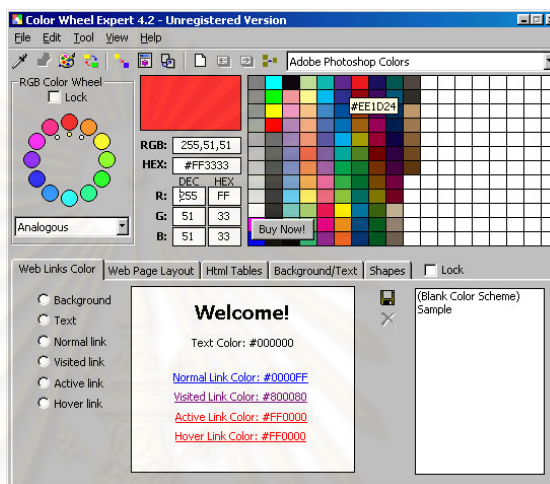 Color Wheel Expert 4.2 - Unregistered Version
File Edit Tool View Help
Adobe Photoshop Colors
RGB Color Wheel
Lock
#EE1D24
RGB: 255,51,51
HEX: #FF3333
DEC HEX
R: 255 FF
G: 51 33
B: 51 33
Buy Now!
Analogous
Web Links Color Web Page Layout Html Tables Background/Text Shapes Lock
Background
Text
Normal link
Visited link
Active link
Hover link
Welcome!
Text Color: #000000
Normal Link Color: #0000FF
Visited Link Color: #800080
Active Link Color: #FF0000
Hover Link Color: #FF0000
(Blank Color Scheme)
Sample